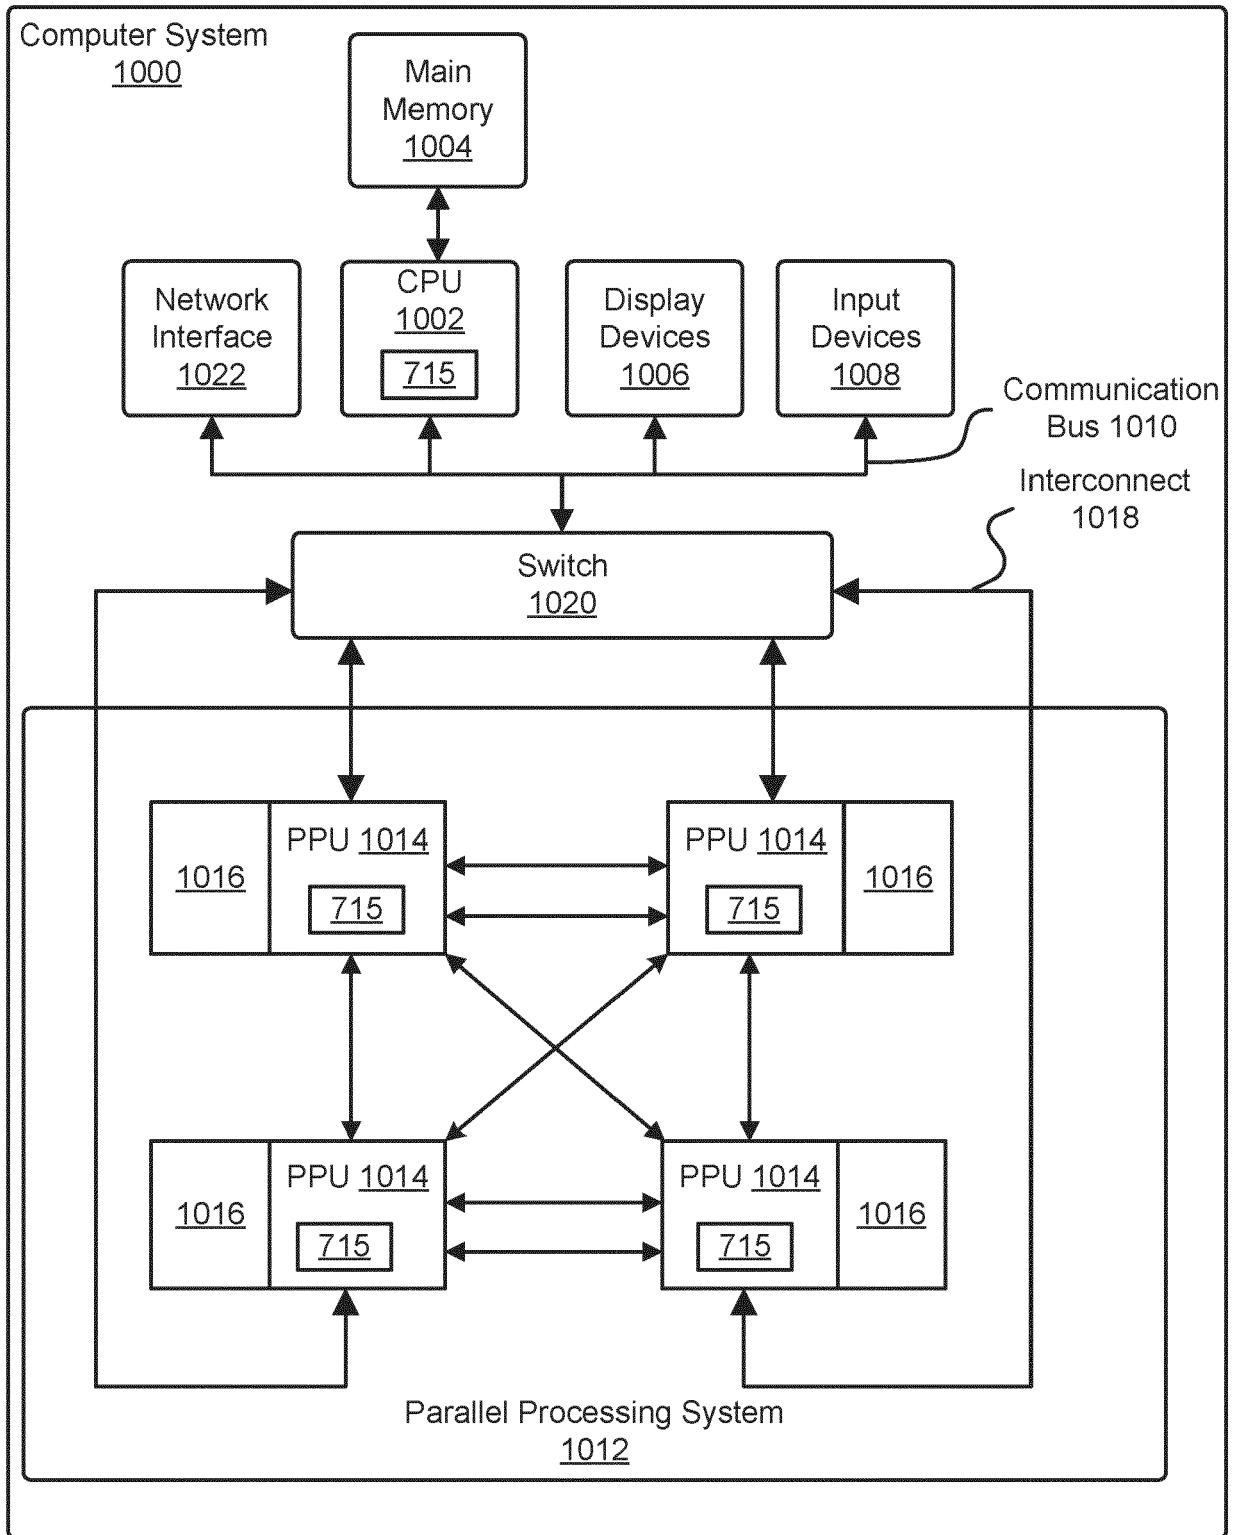 Computer System
1000
Main
Memory
1004
Network
Interface
1022
CPU
1002
715
Display
Devices
1006
Input
Devices
1008
Communication
Bus 1010
Interconnect
1018
Switch
1020
1016
PPU 1014
715
PPU 1014
715
1016
1016
PPU 1014
715
PPU 1014
715
1016
Parallel Processing System
1012